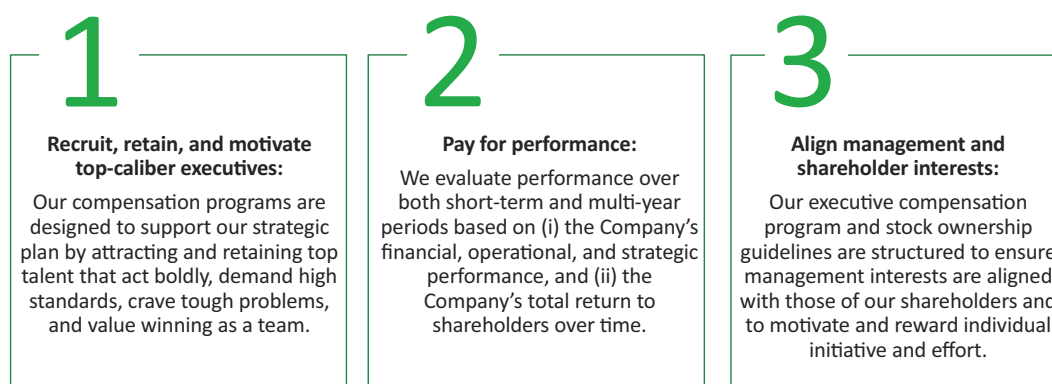 1
Recruit, retain, and motivate
top-caliber executives:
Our compensation programs are
designed to support our strategic
plan by attracting and retaining top
talent that act boldly, demand high
standards, crave tough problems,
and value winning as a team.
2
Pay for performance:
We evaluate performance over
both short-term and multi-year
periods based on (i) the Company’s
financial, operational, and strategic
performance, and (ii) the
Company’s total return to
shareholders over time.
3
Align management and
shareholder interests:
Our executive compensation
program and stock ownership
guidelines are structured to ensure
management interests are aligned
with those of our shareholders and
to motivate and reward individual
initiative and effort.